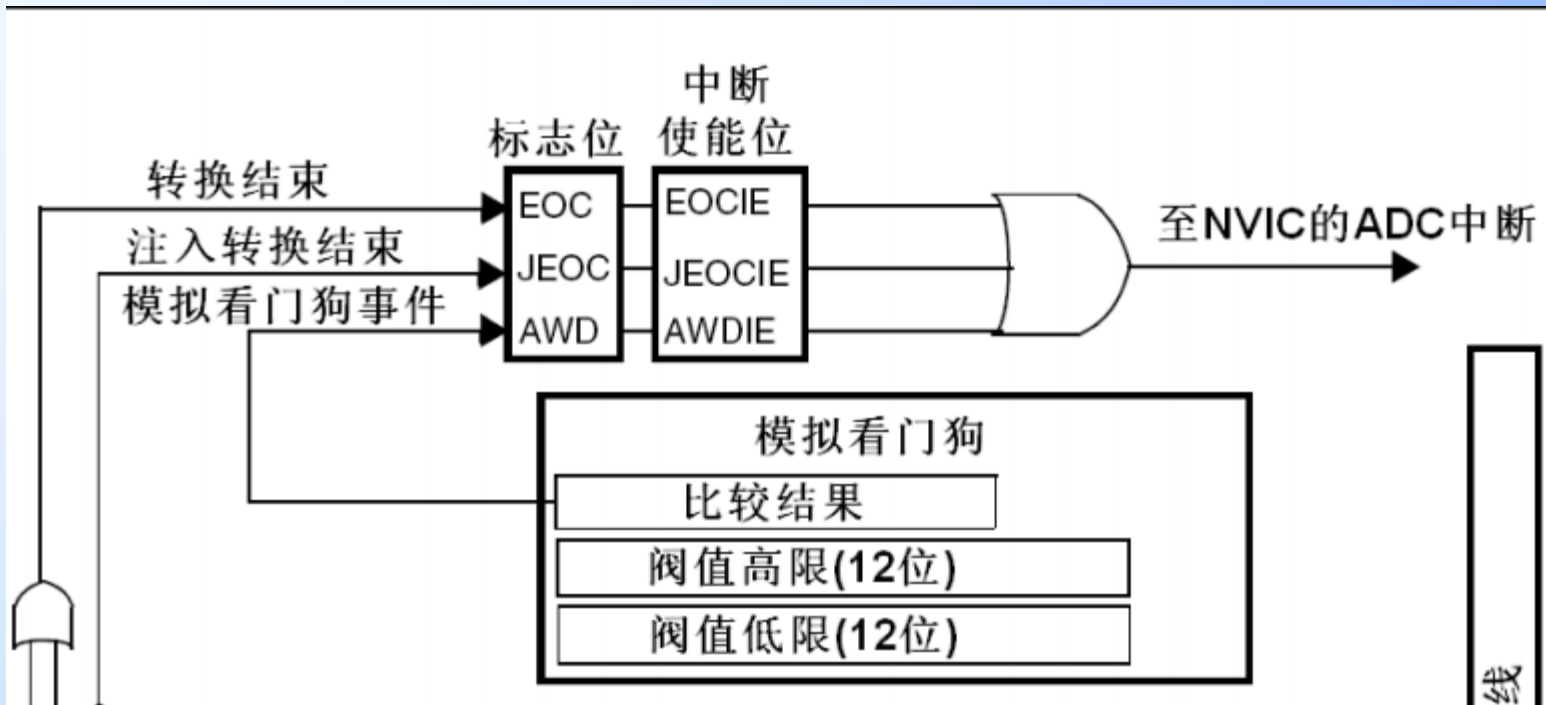 中断
标志位 使能位
转换结束
EOC
EOCIE
至NVIC的ADC中断
注入转换结束
JEOC
JEOCIE
模拟看门狗事件
AWD
AWDIE
模拟看门狗
比较结果
阀值高限(12位)
阀值低限(12位)
线